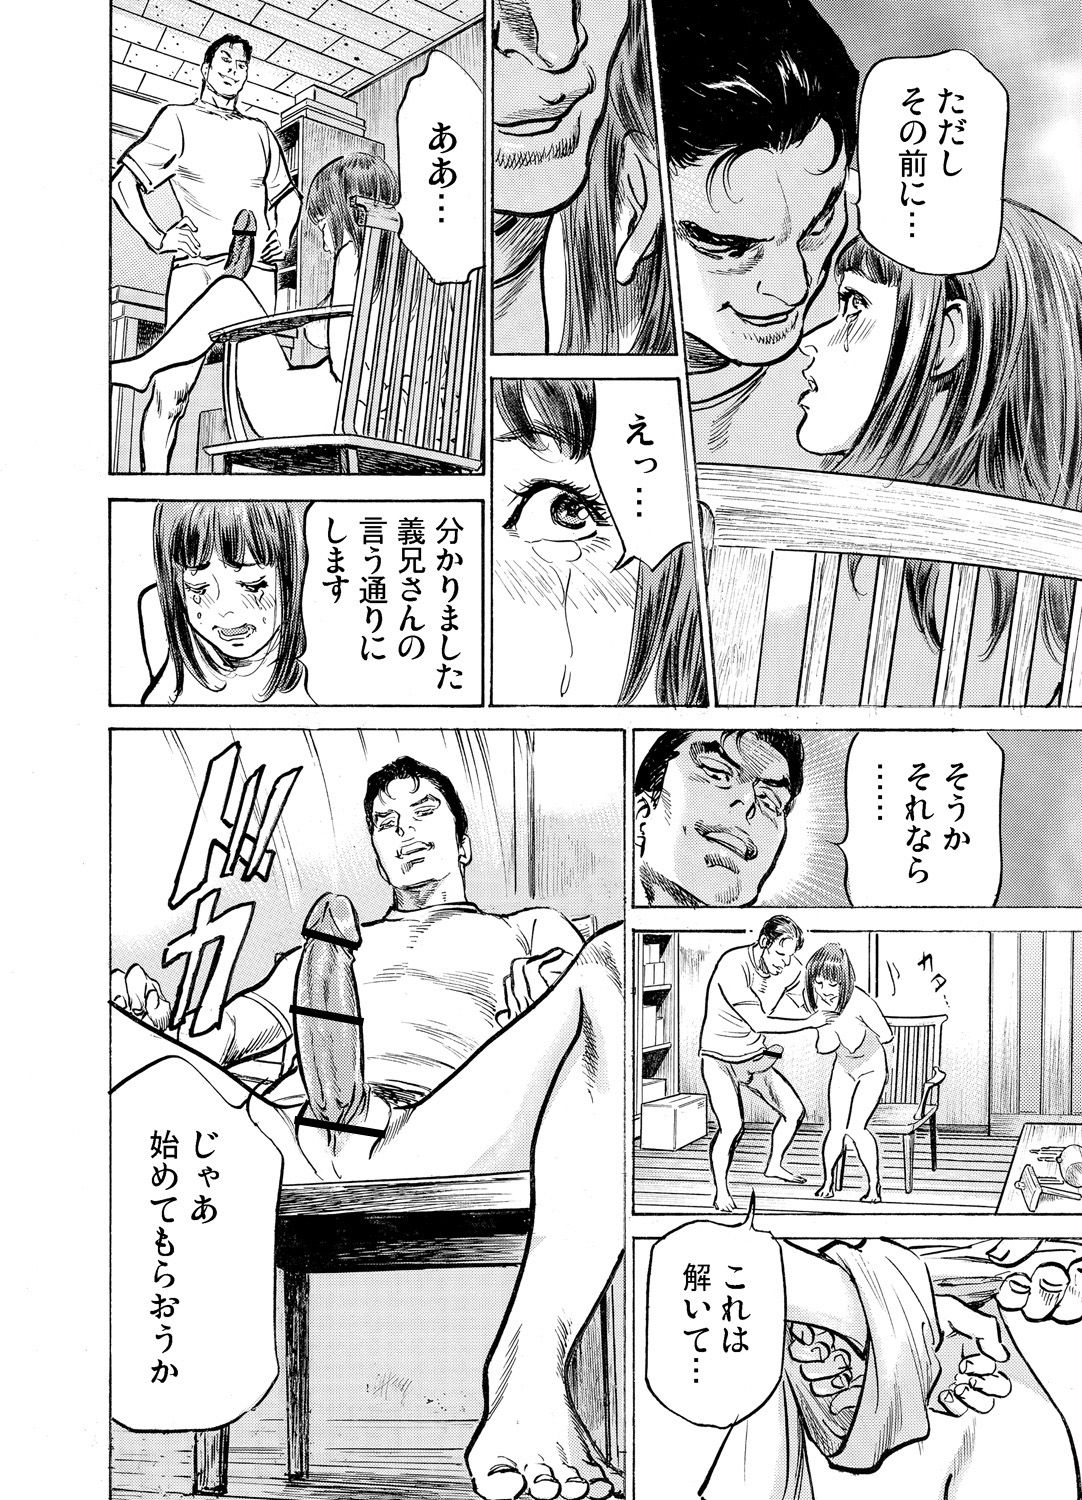 ただし
その前に…
えっ…
ああ…
分かりました
義兄さんの
言う通りに
します
そうか
それなら
……
カタ…
これは
解いて…
ドカ!!
じゃあ
始めてもらおうか